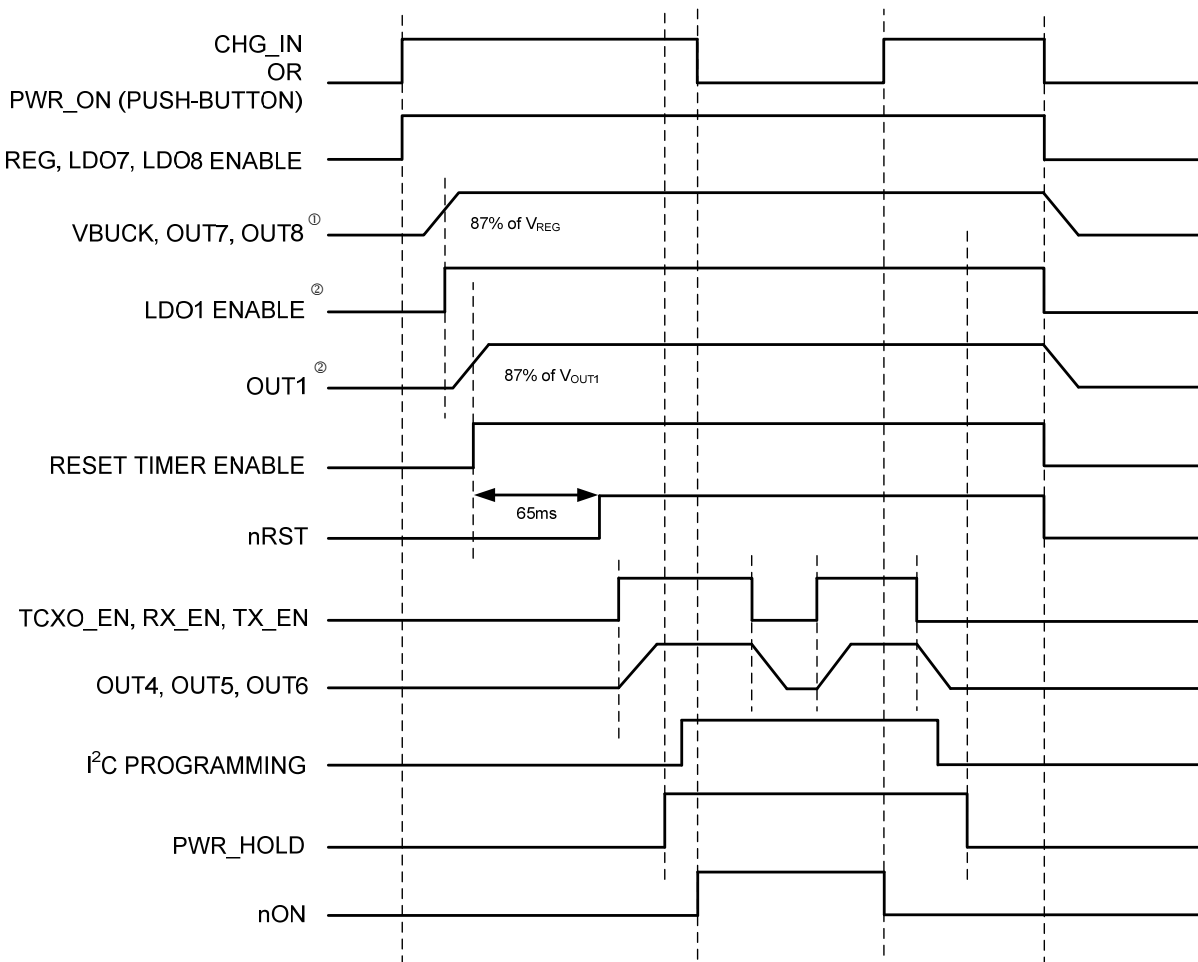 CHG_IN
OR
PWR_ON (PUSH-BUTTON)
REG, LDO7, LDO8 ENABLE
VBUCK, OUT7, OUT8 ①
87% of VREG
LDO1 ENABLE ②
OUT1 ②
87% of VOUT1
RESET TIMER ENABLE
65ms
nRST
TCXO_EN, RX_EN, TX_EN
OUT4, OUT5, OUT6
I²C PROGRAMMING
PWR_HOLD
nON